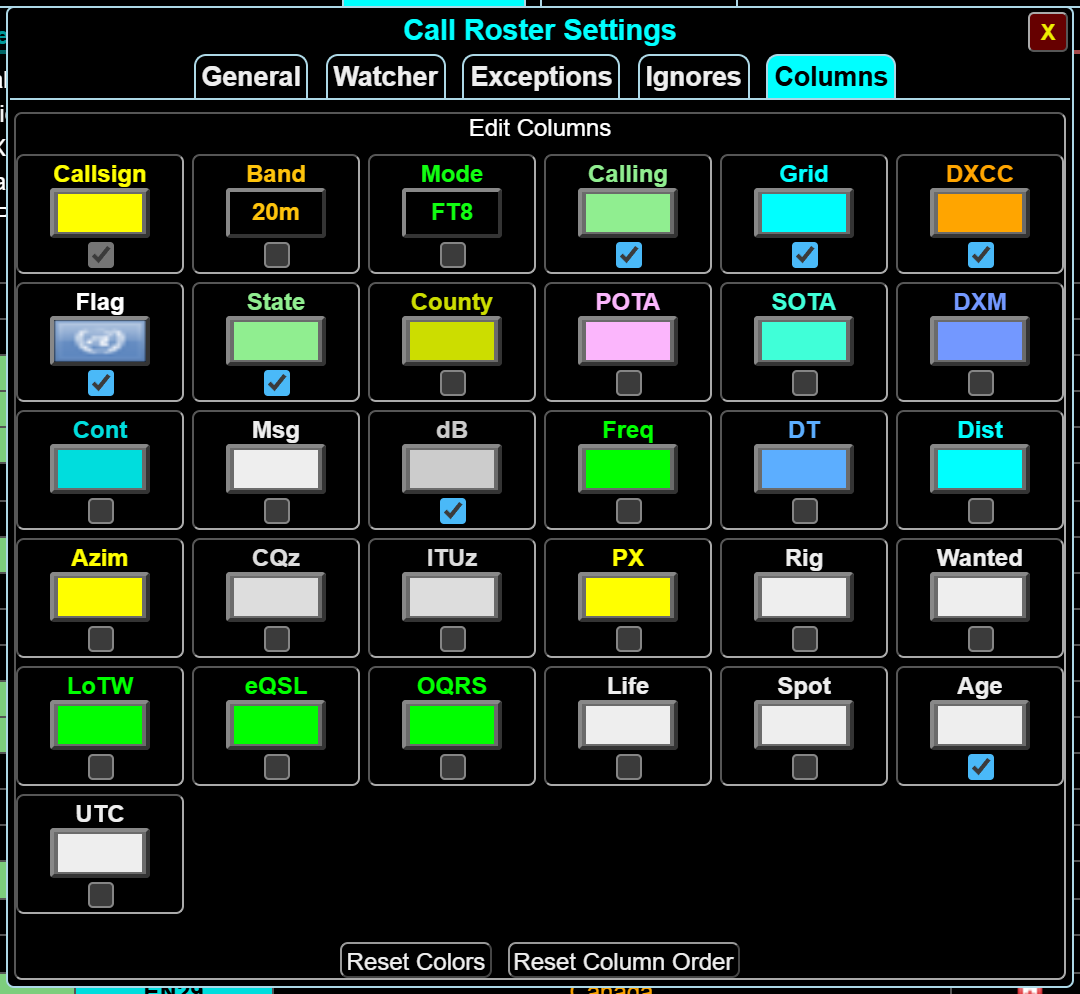 Call Roster Settings
X
General Watcher Exceptions Ignores Columns
Edit Columns
Callsign Band Mode Calling Grid DXCC
20m FT8
Flag State County POTA SOTA DXM
Cont Msg dB Freq DT Dist
Azim CQz ITUz PX Rig Wanted
LoTW eQSL OQRS Life Spot Age
UTC
Reset Colors Reset Column Order
Canada